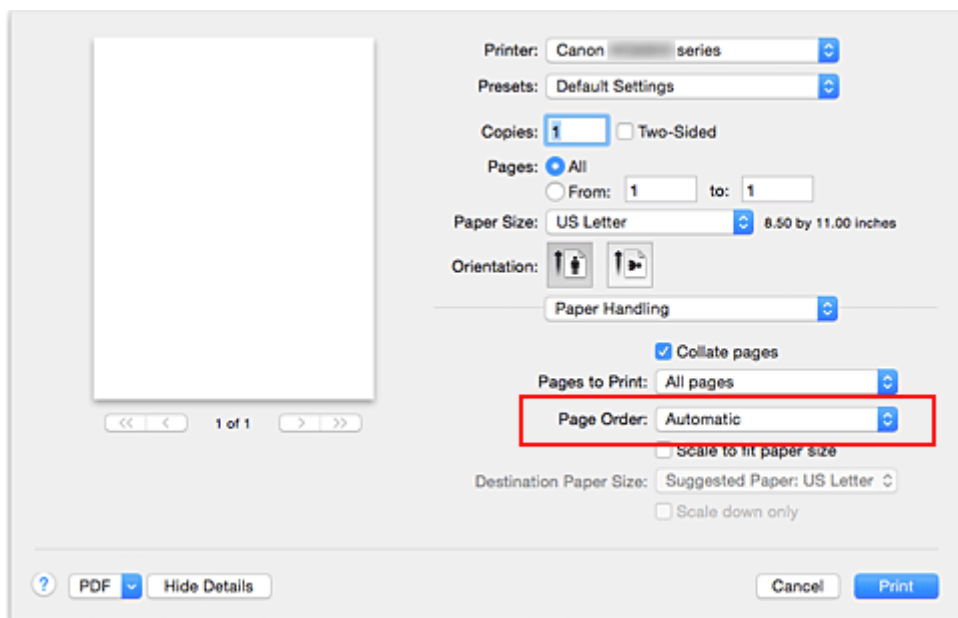 Printer: Canon series
Presets: Default Settings
Copies: 1 Two-Sided
Pages: All
From: 1 to: 1
Paper Size: US Letter 8.50 by 11.00 inches
Orientation:
Paper Handling
Collate pages
Pages to Print: All pages
Page Order: Automatic
Scale to fit paper size
Destination Paper Size: Suggested Paper: US Letter
Scale down only
<< < 1 of 1 > >>
? PDF Hide Details Cancel Print